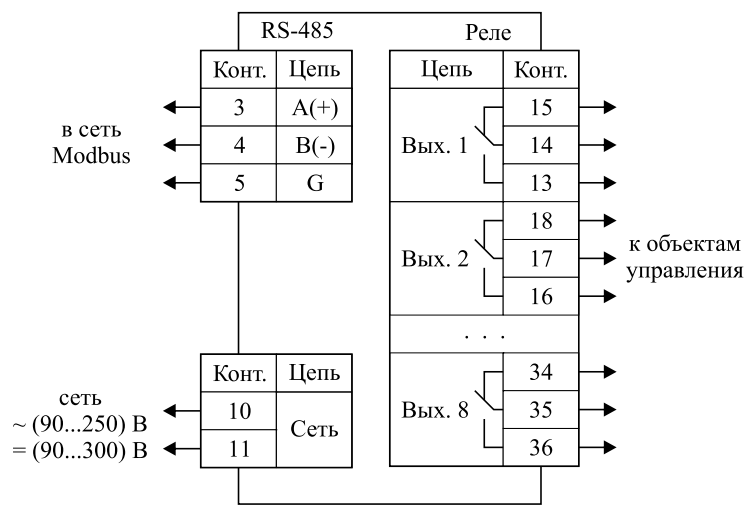 RS-485
Реле
Конт. Цепь
3 A(+)
4 B(-)
5 G
в сеть
Modbus
Цепь Конт.
Вых. 1
15
14
13
Вых. 2
18
17
16
. . .
Вых. 8
34
35
36
к объектам
управления
Конт. Цепь
10
11
Сеть
сеть
~ (90...250) В
= (90...300) В